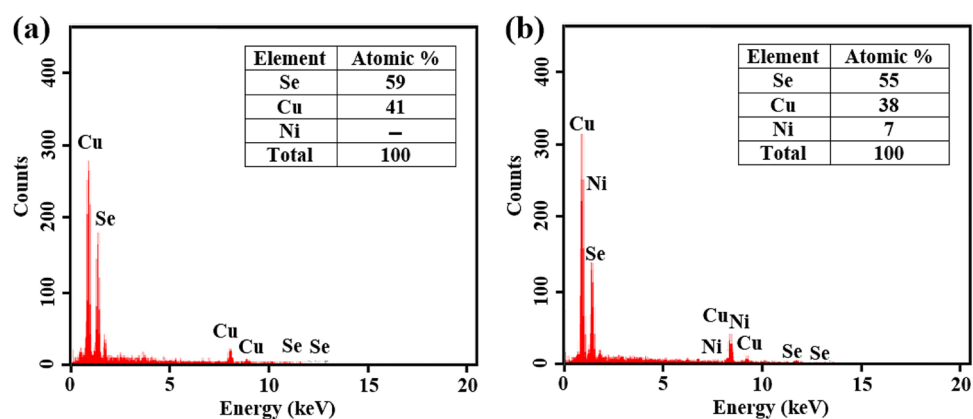 (a)
Element Atomic %
Se 59
Cu 41
Ni –
Total 100
400
300
200
100
0
Counts
Cu
Se
Cu
Cu
Se Se
0 5 10 15 20
Energy (keV)
(b)
Element Atomic %
Se 55
Cu 38
Ni 7
Total 100
400
300
200
100
0
Counts
Cu
Ni
Se
Cu Ni
Ni Cu
Se Se
0 5 10 15 20
Energy (keV)